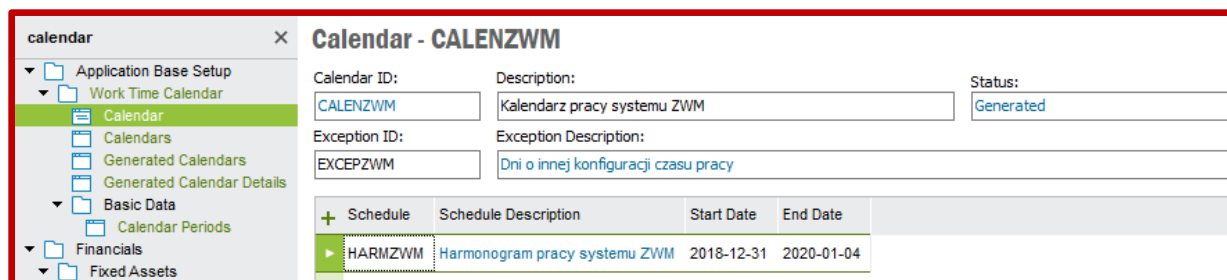 calendar ×
Application Base Setup
Work Time Calendar
Calendar
Calendars
Generated Calendars
Generated Calendar Details
Basic Data
Calendar Periods
Financials
Fixed Assets
Calendar - CALENZWM
Calendar ID: Description: Status:
CALENZWM Kalendarz pracy systemu ZWM Generated
Exception ID: Exception Description:
EXCEPZWM Dni o innej konfiguracji czasu pracy
+ Schedule Schedule Description Start Date End Date
HARMZWM Harmonogram pracy systemu ZWM 2018-12-31 2020-01-04